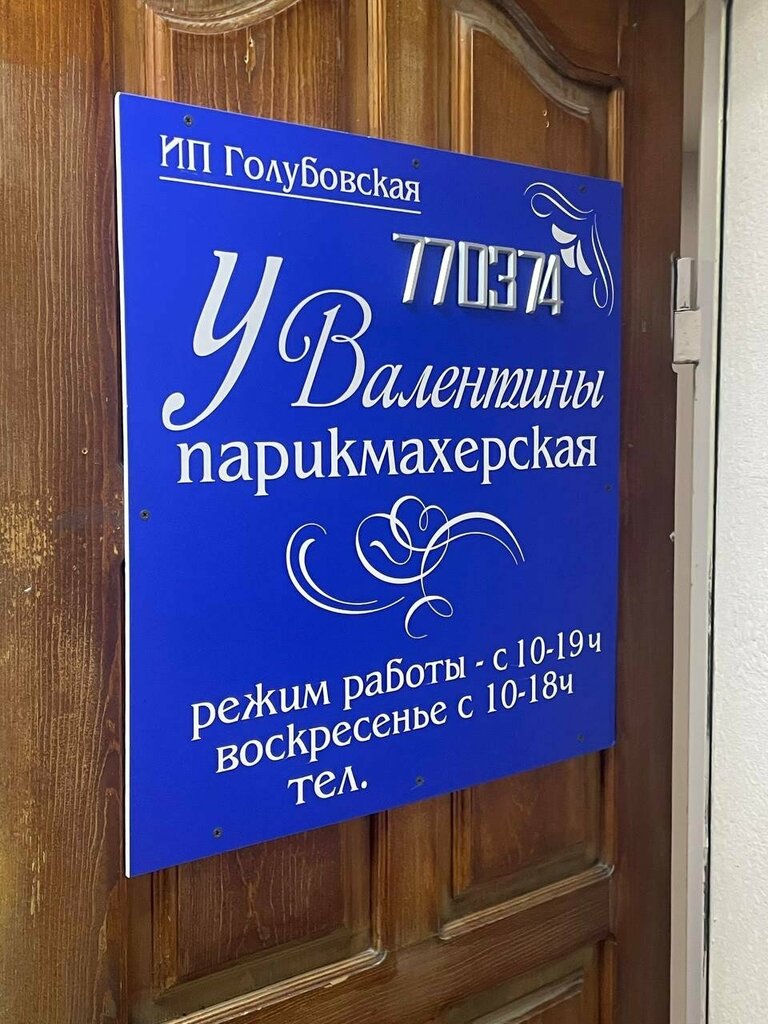 ИП Голубовская
770374
У Валентины
парикмахерская
режим работы - с 10-19ч
воскресенье с 10-18ч
тел.